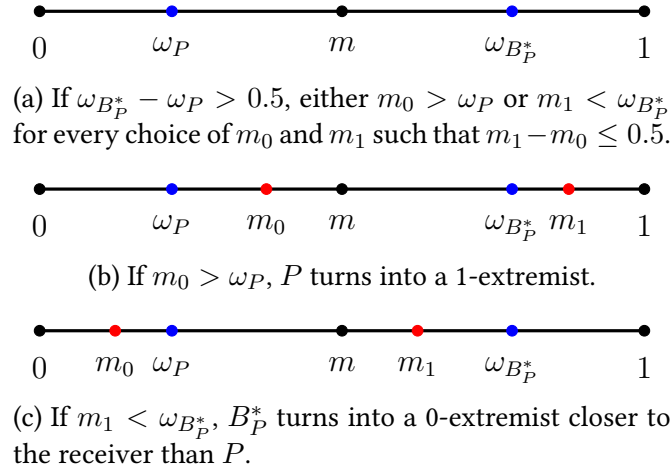 0 ω_P m ω_{B_P^*} 1
(a) If ω_{B_P^*} − ω_P > 0.5, either m_0 > ω_P or m_1 < ω_{B_P^*}
for every choice of m_0 and m_1 such that m_1−m_0 ≤ 0.5.
0 ω_P m_0 m ω_{B_P^*} m_1 1
(b) If m_0 > ω_P, P turns into a 1-extremist.
0 m_0 ω_P m m_1 ω_{B_P^*} 1
(c) If m_1 < ω_{B_P^*}, B_P^* turns into a 0-extremist closer to
the receiver than P.